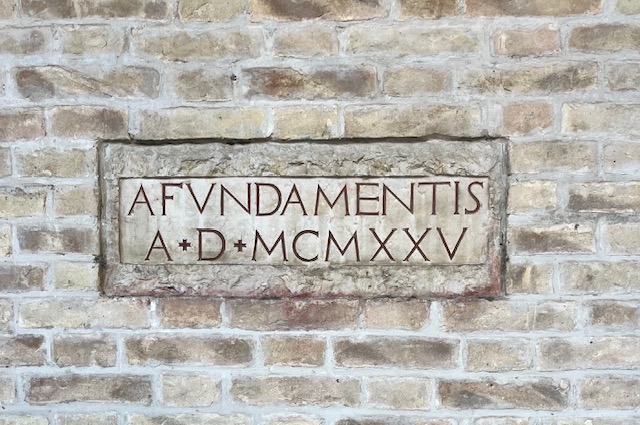 A FVNDAMENTIS
A + D + MCMXXV